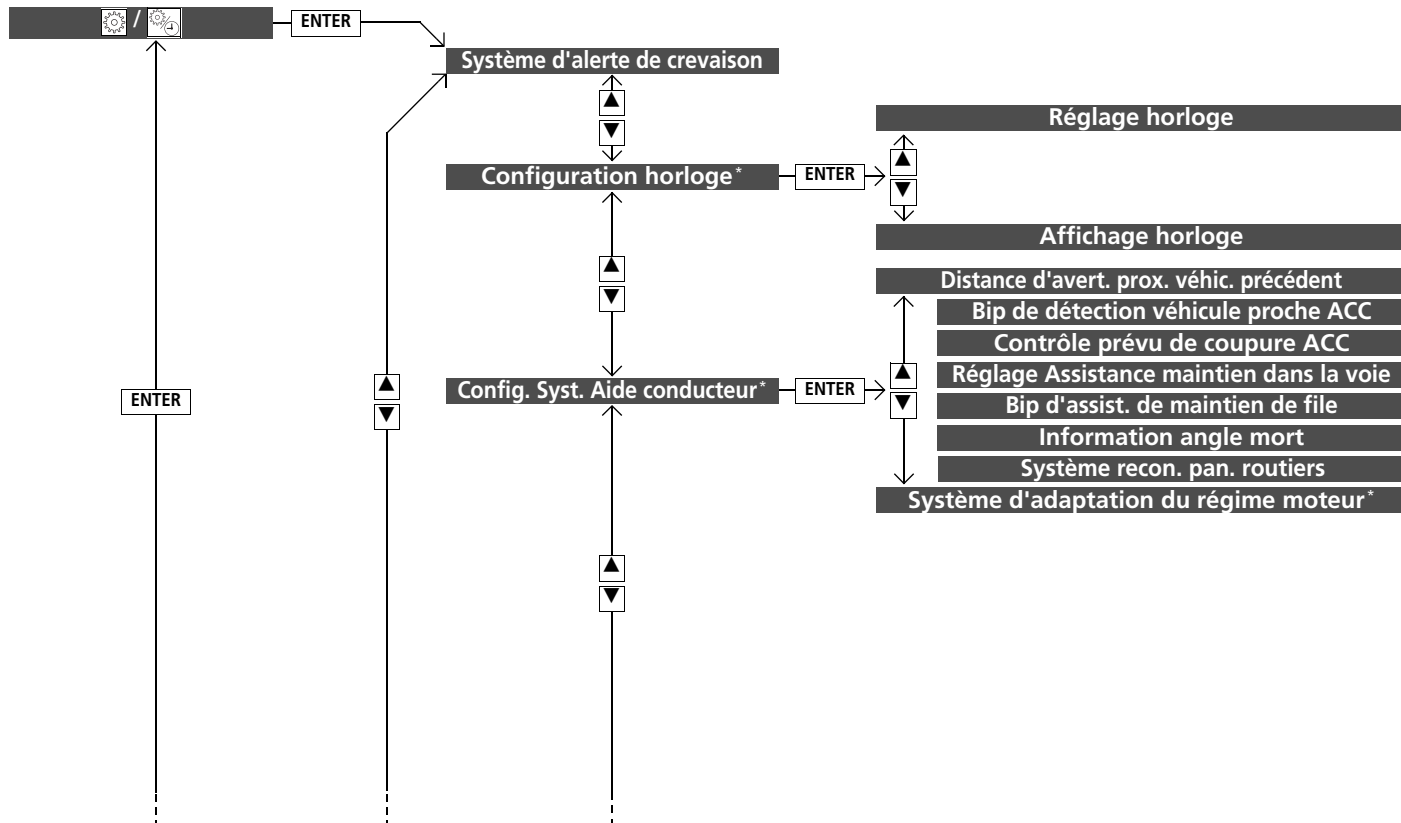 /
ENTER
Système d'alerte de crevaison
▲
▼
Réglage horloge
Configuration horloge*
ENTER
▲
▼
Affichage horloge
▲
▼
Distance d'avert. prox. véhic. précédent
Bip de détection véhicule proche ACC
Contrôle prévu de coupure ACC
Réglage Assistance maintien dans la voie
Config. Syst. Aide conducteur*
ENTER
▲
▼
Bip d'assist. de maintien de file
Information angle mort
Système recon. pan. routiers
Système d'adaptation du régime moteur*
ENTER
▲
▼
▲
▼